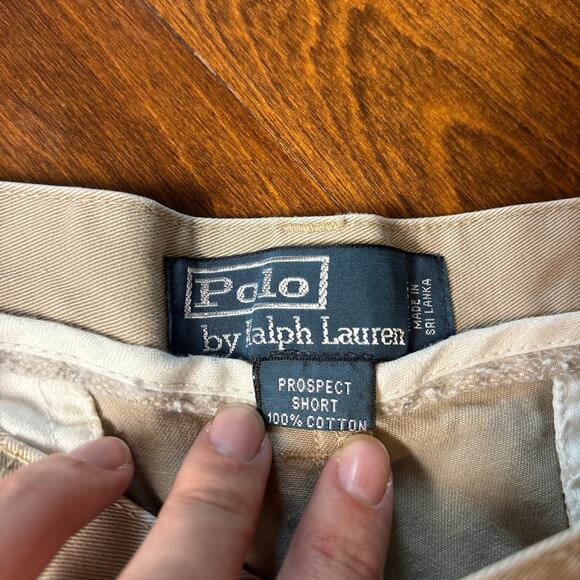 Polo
by Ralph Lauren
MADE IN
SRI LANKA
PROSPECT
SHORT
100% COTTON